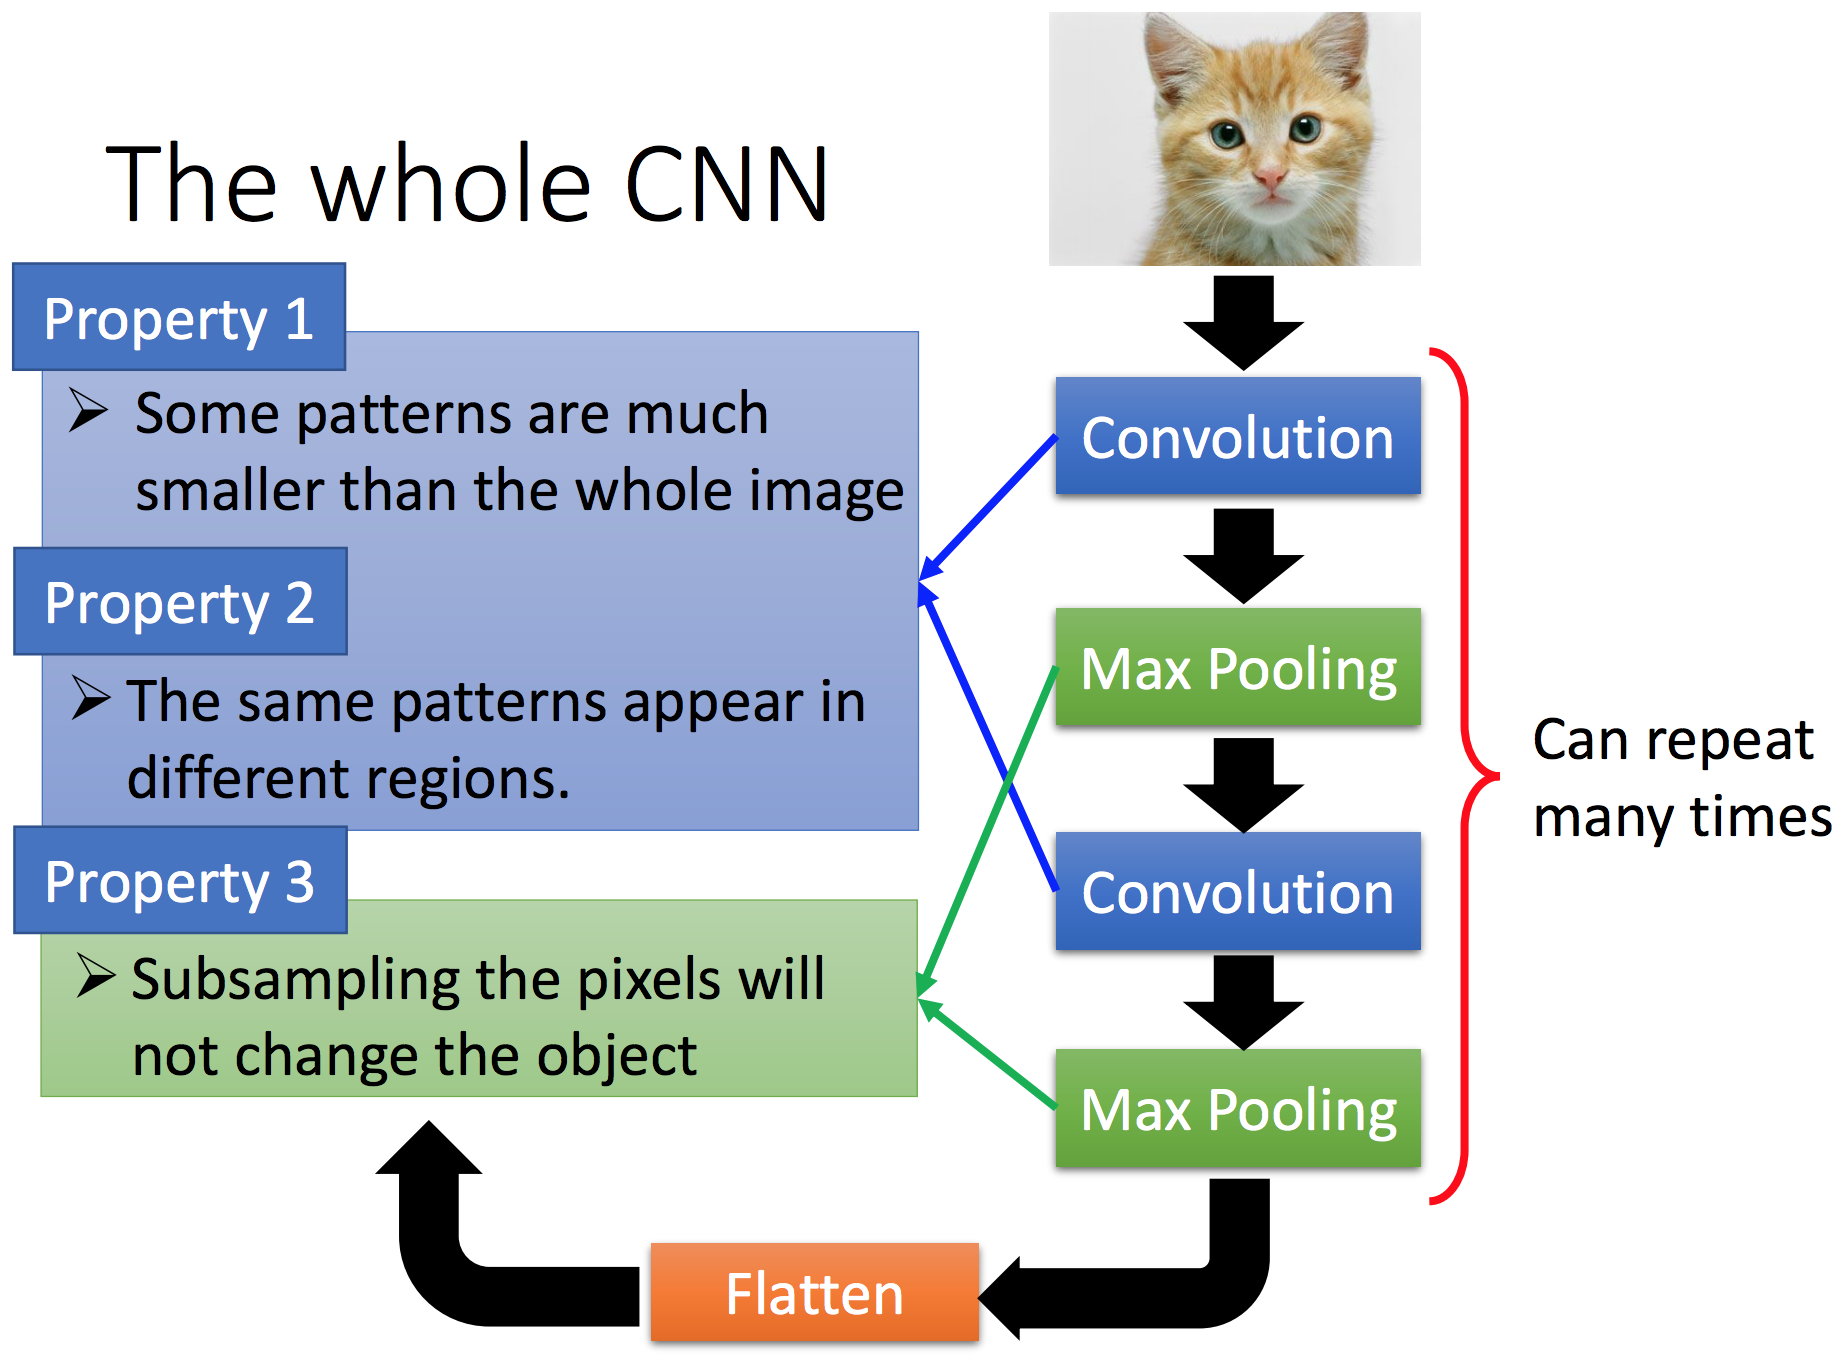 The whole CNN
Property 1
Some patterns are much
smaller than the whole image
Property 2
The same patterns appear in
different regions.
Property 3
Subsampling the pixels will
not change the object
Convolution
Max Pooling
Convolution
Max Pooling
Can repeat
many times
Flatten